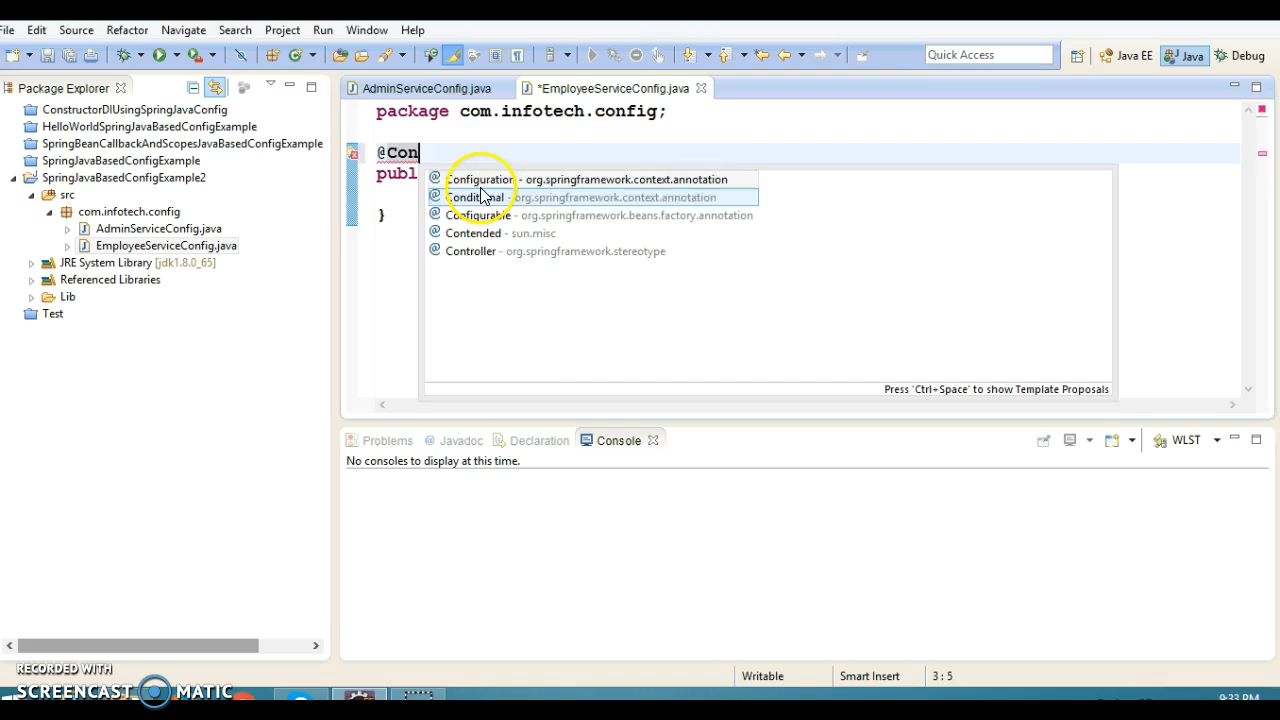 File Edit Source Refactor Navigate Search Project Run Window Help
Quick Access Java EE Java Debug
Package Explorer
ConstructorDIUsingSpringJavaConfig
HelloWorldSpringJavaBasedConfigExample
SpringBeanCallbackAndScopesJavaBasedConfigExample
SpringJavaBasedConfigExample
SpringJavaBasedConfigExample2
src
com.infotech.config
AdminServiceConfig.java
EmployeeServiceConfig.java
JRE System Library [jdk1.8.0_65]
Referenced Libraries
Lib
Test
AdminServiceConfig.java *EmployeeServiceConfig.java
package com.infotech.config;
@Con
publ
}
Configuration - org.springframework.context.annotation
Conditional - org.springframework.context.annotation
Configurable - org.springframework.beans.factory.annotation
Contended - sun.misc
Controller - org.springframework.stereotype
Press 'Ctrl+Space' to show Template Proposals
Problems Javadoc Declaration Console WLST
No consoles to display at this time.
Writable Smart Insert 3 : 5
RECORDED WITH
SCREENCAST MATIC
9:33 PM